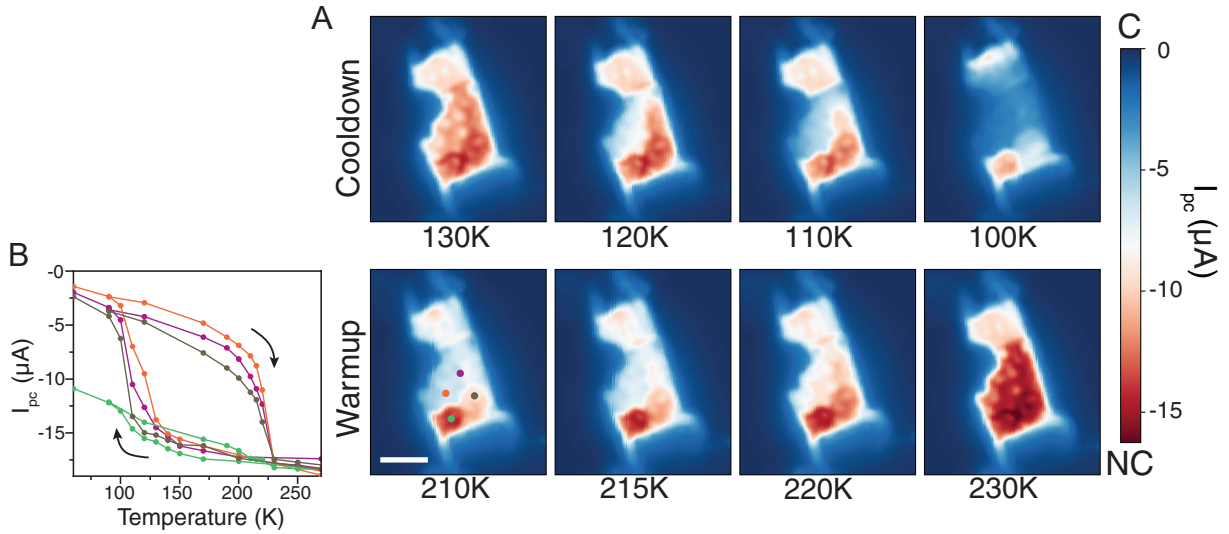 A
C
Cooldown
130K
120K
110K
100K
0
-5
-10
-15
I_pc (μA)
NC
B
-0
-5
-10
-15
I_pc (μA)
100
150
200
250
Temperature (K)
Warmup
210K
215K
220K
230K